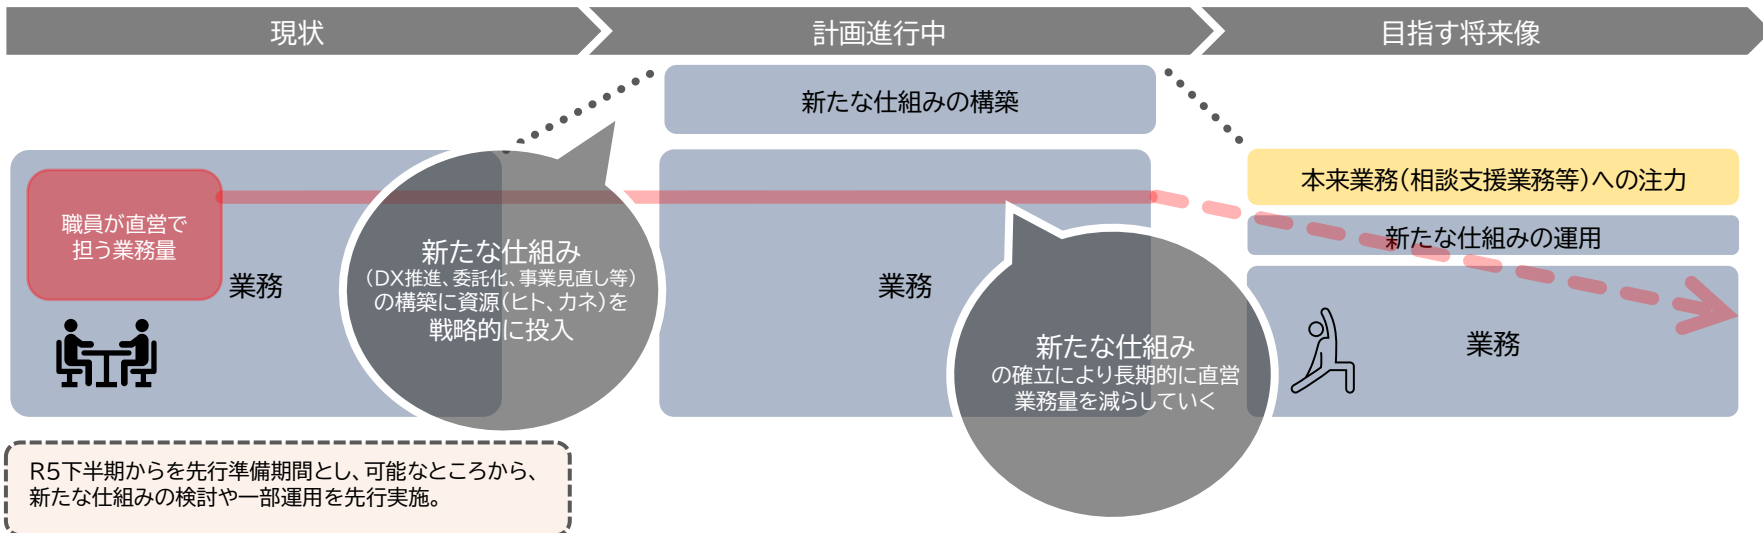 現状
計画進行中
目指す将来像
新たな仕組みの構築
職員が直営で
担う業務量
業務
新たな仕組み
（DX推進、委託化、事業見直し等）
の構築に資源（ヒト、カネ）を
戦略的に投入
業務
新たな仕組み
の確立により長期的に直営
業務量を減らしていく
本来業務（相談支援業務等）への注力
新たな仕組みの運用
業務
R5下半期からを先行準備期間とし、可能なところから、
新たな仕組みの検討や一部運用を先行実施。